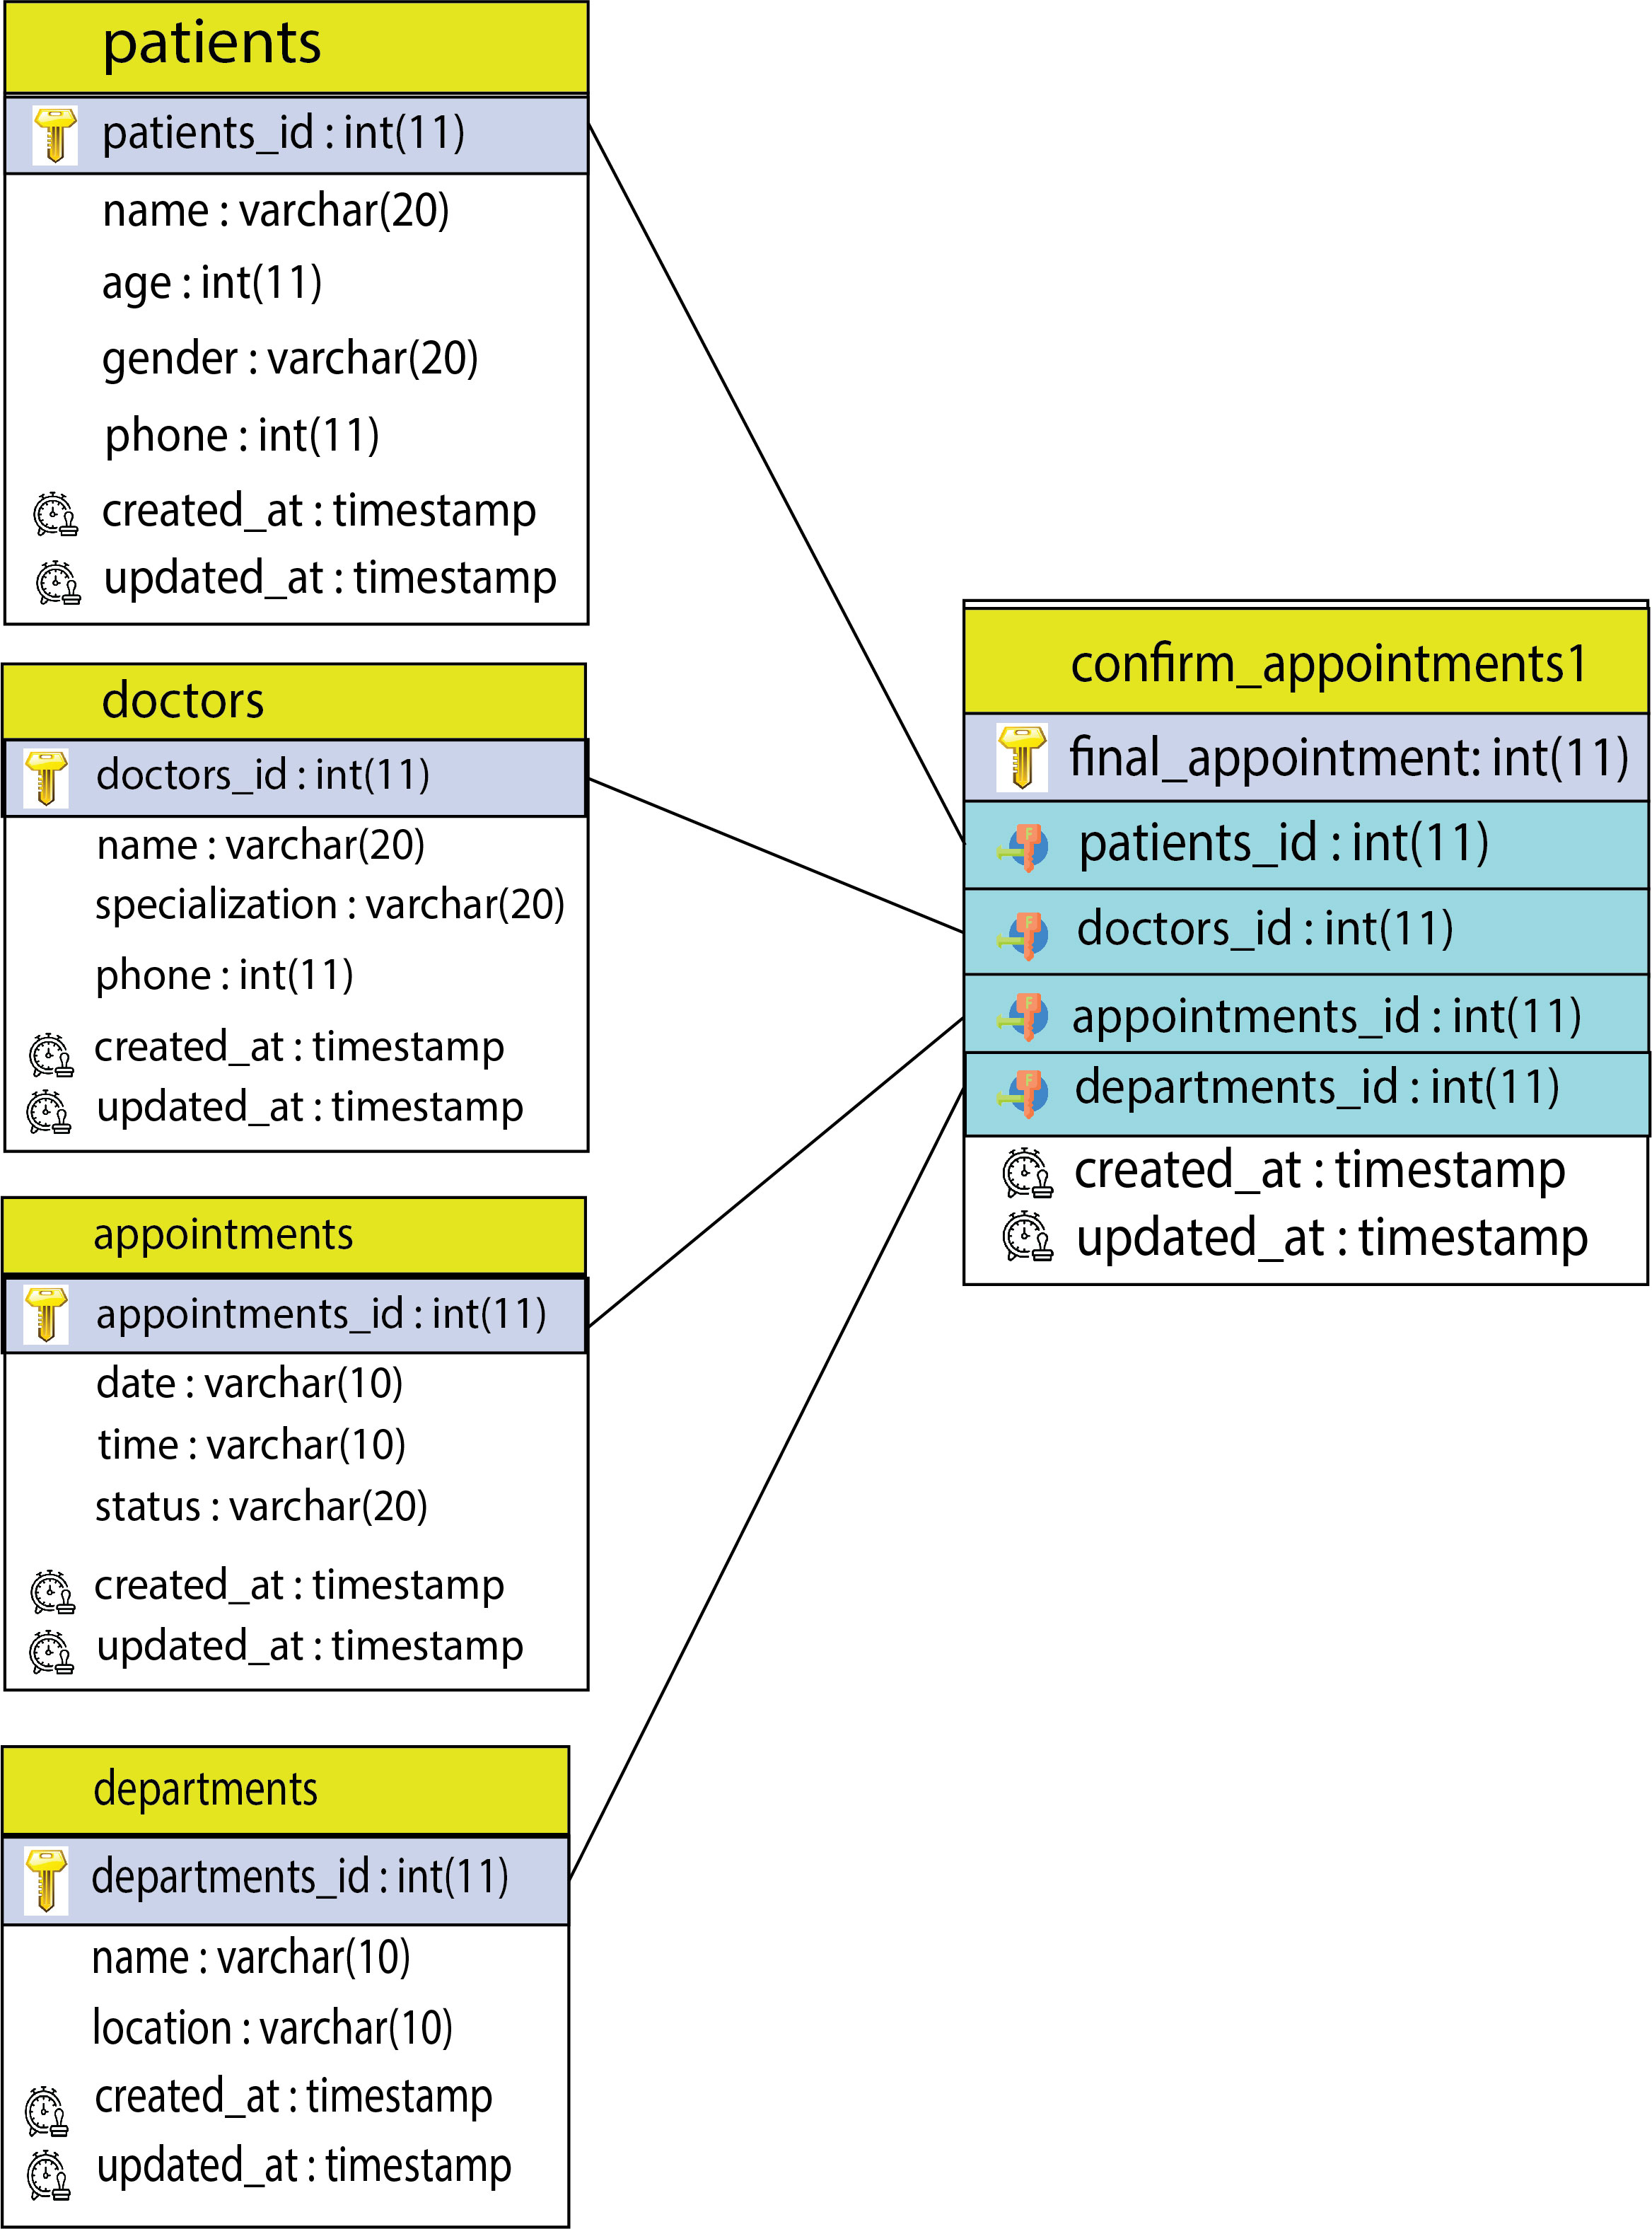 patients
patients_id : int(11)
name : varchar(20)
age : int(11)
gender : varchar(20)
phone : int(11)
created_at : timestamp
updated_at : timestamp
doctors
doctors_id : int(11)
name : varchar(20)
specialization : varchar(20)
phone : int(11)
created_at : timestamp
updated_at : timestamp
appointments
appointments_id : int(11)
date : varchar(10)
time : varchar(10)
status : varchar(20)
created_at : timestamp
updated_at : timestamp
departments
departments_id : int(11)
name : varchar(10)
location : varchar(10)
created_at : timestamp
updated_at : timestamp
confirm_appointments1
final_appointment: int(11)
F patients_id : int(11)
F doctors_id : int(11)
F appointments_id : int(11)
F departments_id : int(11)
created_at : timestamp
updated_at : timestamp